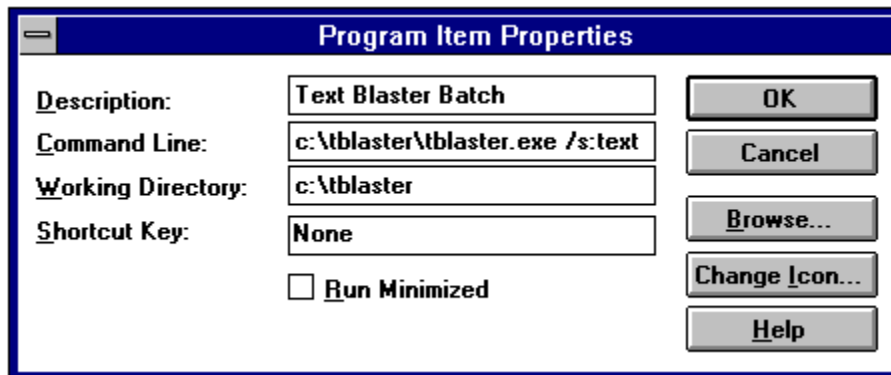 Program Item Properties
Description: Text Blaster Batch
Command Line: c:\tblaster\tblaster.exe /s:text
Working Directory: c:\tblaster
Shortcut Key: None
Run Minimized
OK
Cancel
Browse...
Change Icon...
Help